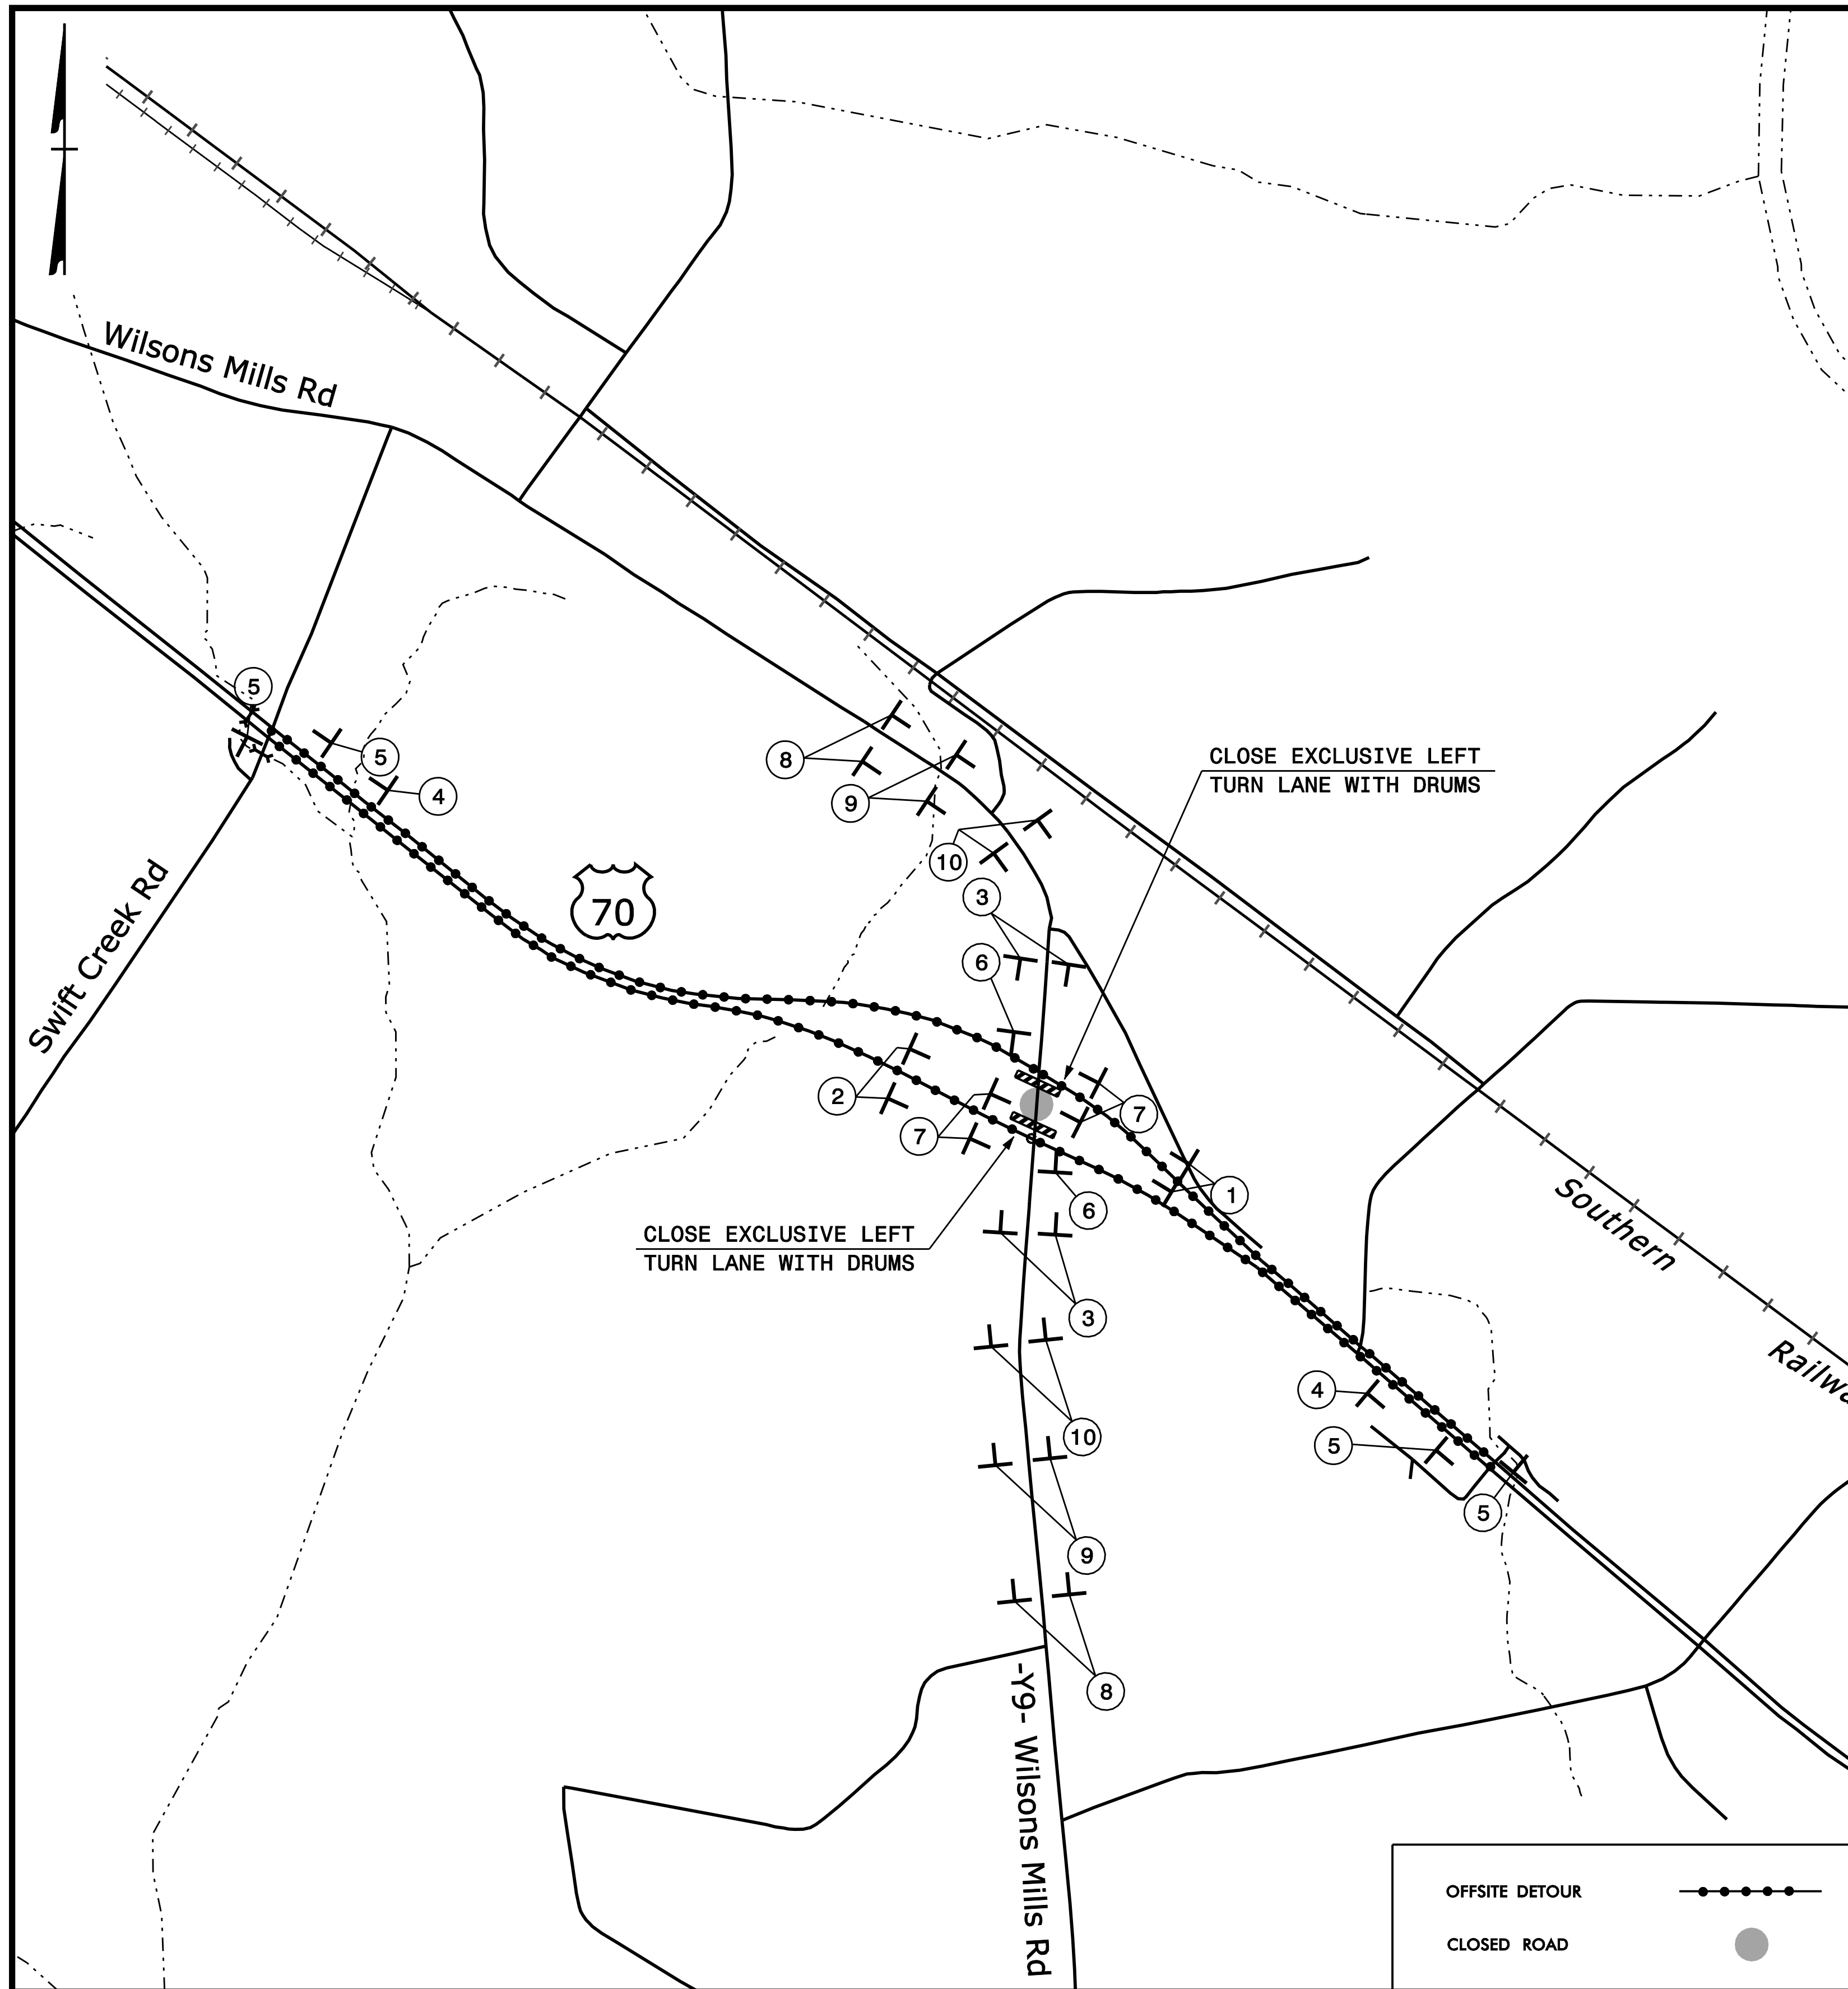 Wilsons Mills Rd
5
5
4
8
9
CLOSE EXCLUSIVE LEFT
TURN LANE WITH DRUMS
10
3
70
6
Swift Creek Rd
2
7
7
1
6
CLOSE EXCLUSIVE LEFT
TURN LANE WITH DRUMS
Southern
3
4
10
5
5
9
8
-Y9- Wilsons Mills Rd
OFFSITE DETOUR
CLOSED ROAD